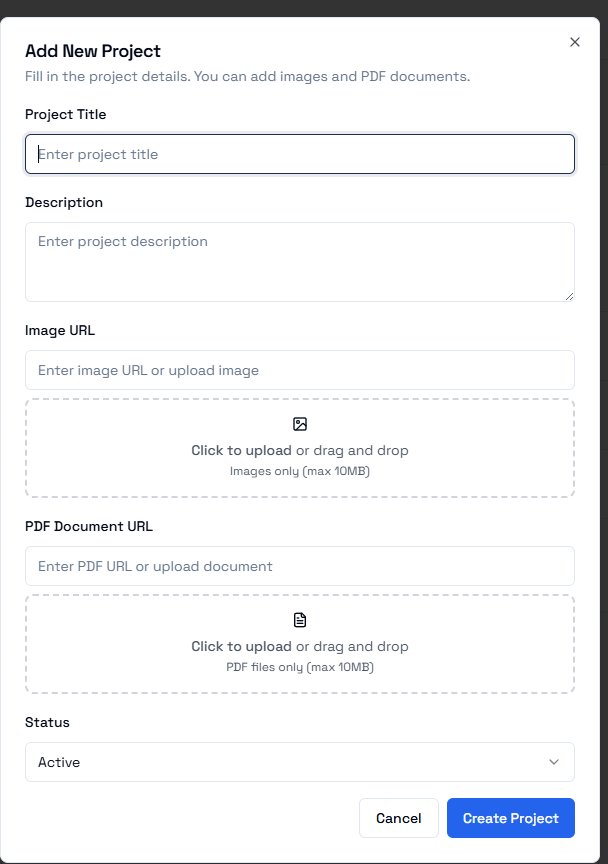 Add New Project
Fill in the project details. You can add images and PDF documents.
Project Title
Enter project title
Description
Enter project description
Image URL
Enter image URL or upload image
Click to upload or drag and drop
Images only (max 10MB)
PDF Document URL
Enter PDF URL or upload document
Click to upload or drag and drop
PDF files only (max 10MB)
Status
Active
Cancel Create Project